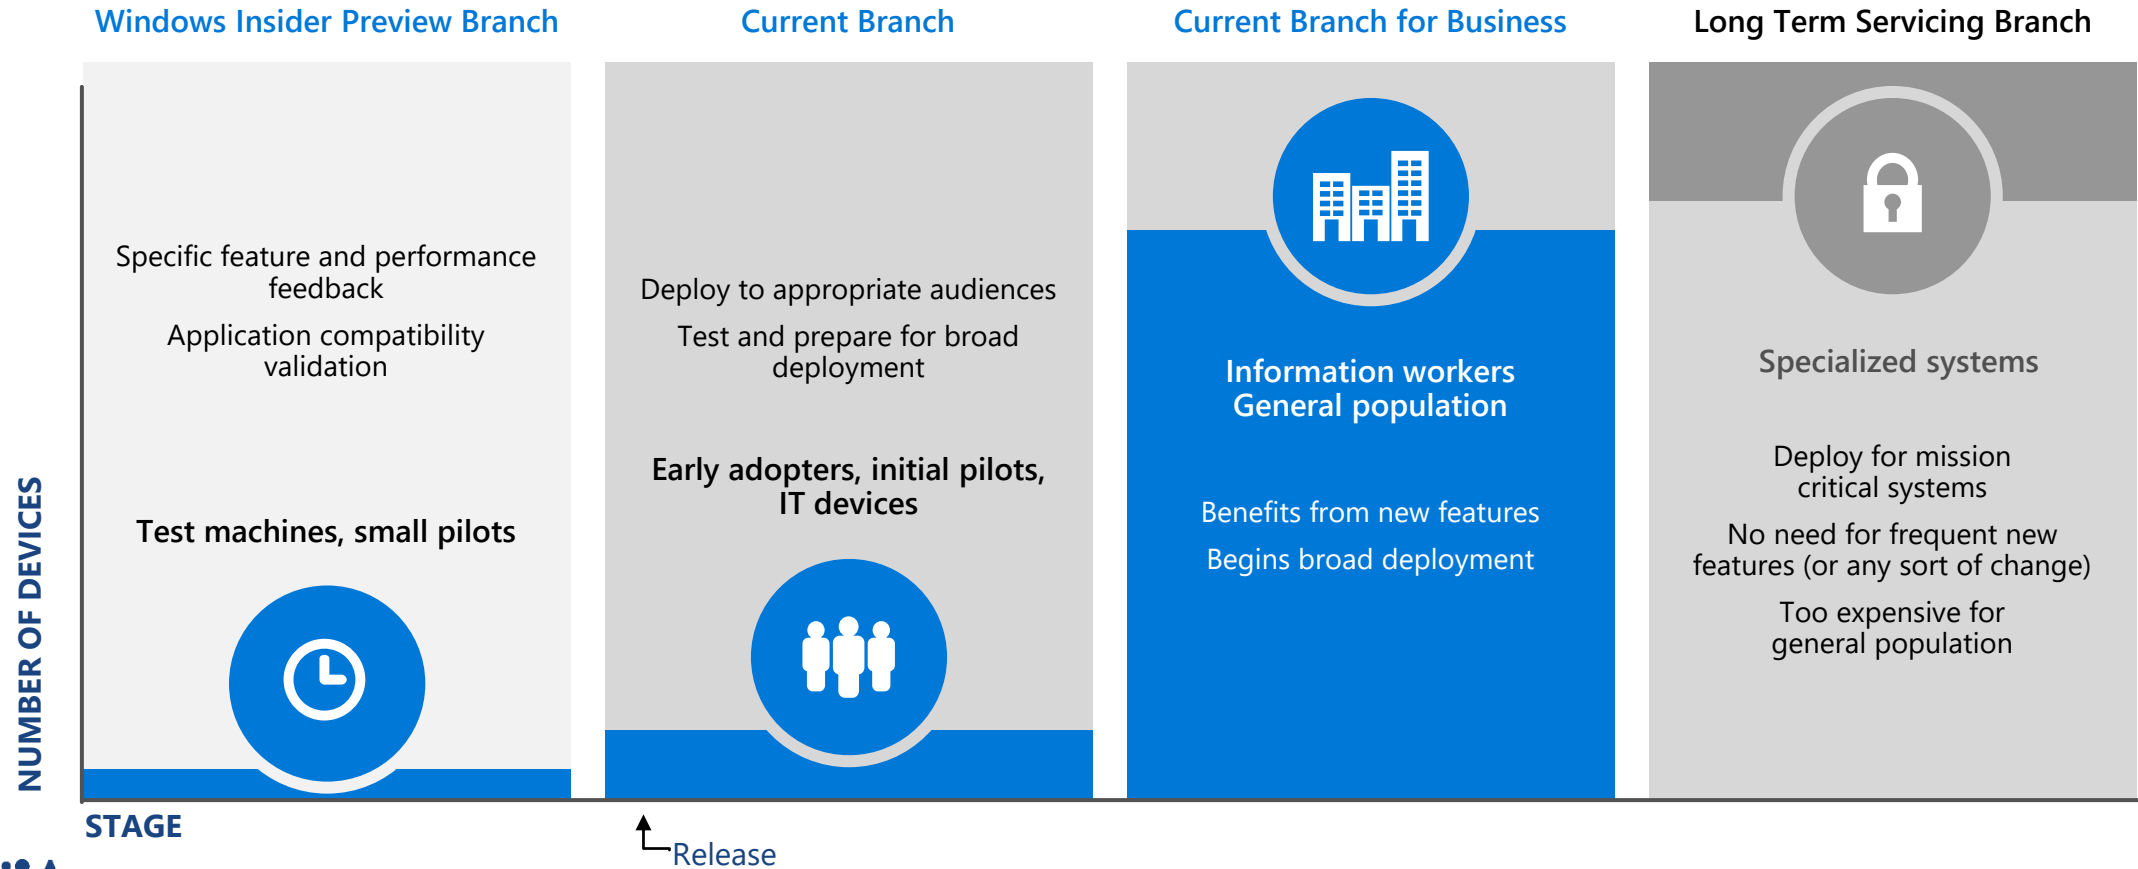 Windows Insider Preview Branch
Specific feature and performance
feedback
Application compatibility
validation
Test machines, small pilots
Current Branch
Deploy to appropriate audiences
Test and prepare for broad
deployment
Early adopters, initial pilots,
IT devices
Current Branch for Business
Information workers
General population
Benefits from new features
Begins broad deployment
Long Term Servicing Branch
Specialized systems
Deploy for mission
critical systems
No need for frequent new
features (or any sort of change)
Too expensive for
general population
NUMBER OF DEVICES
STAGE
Release